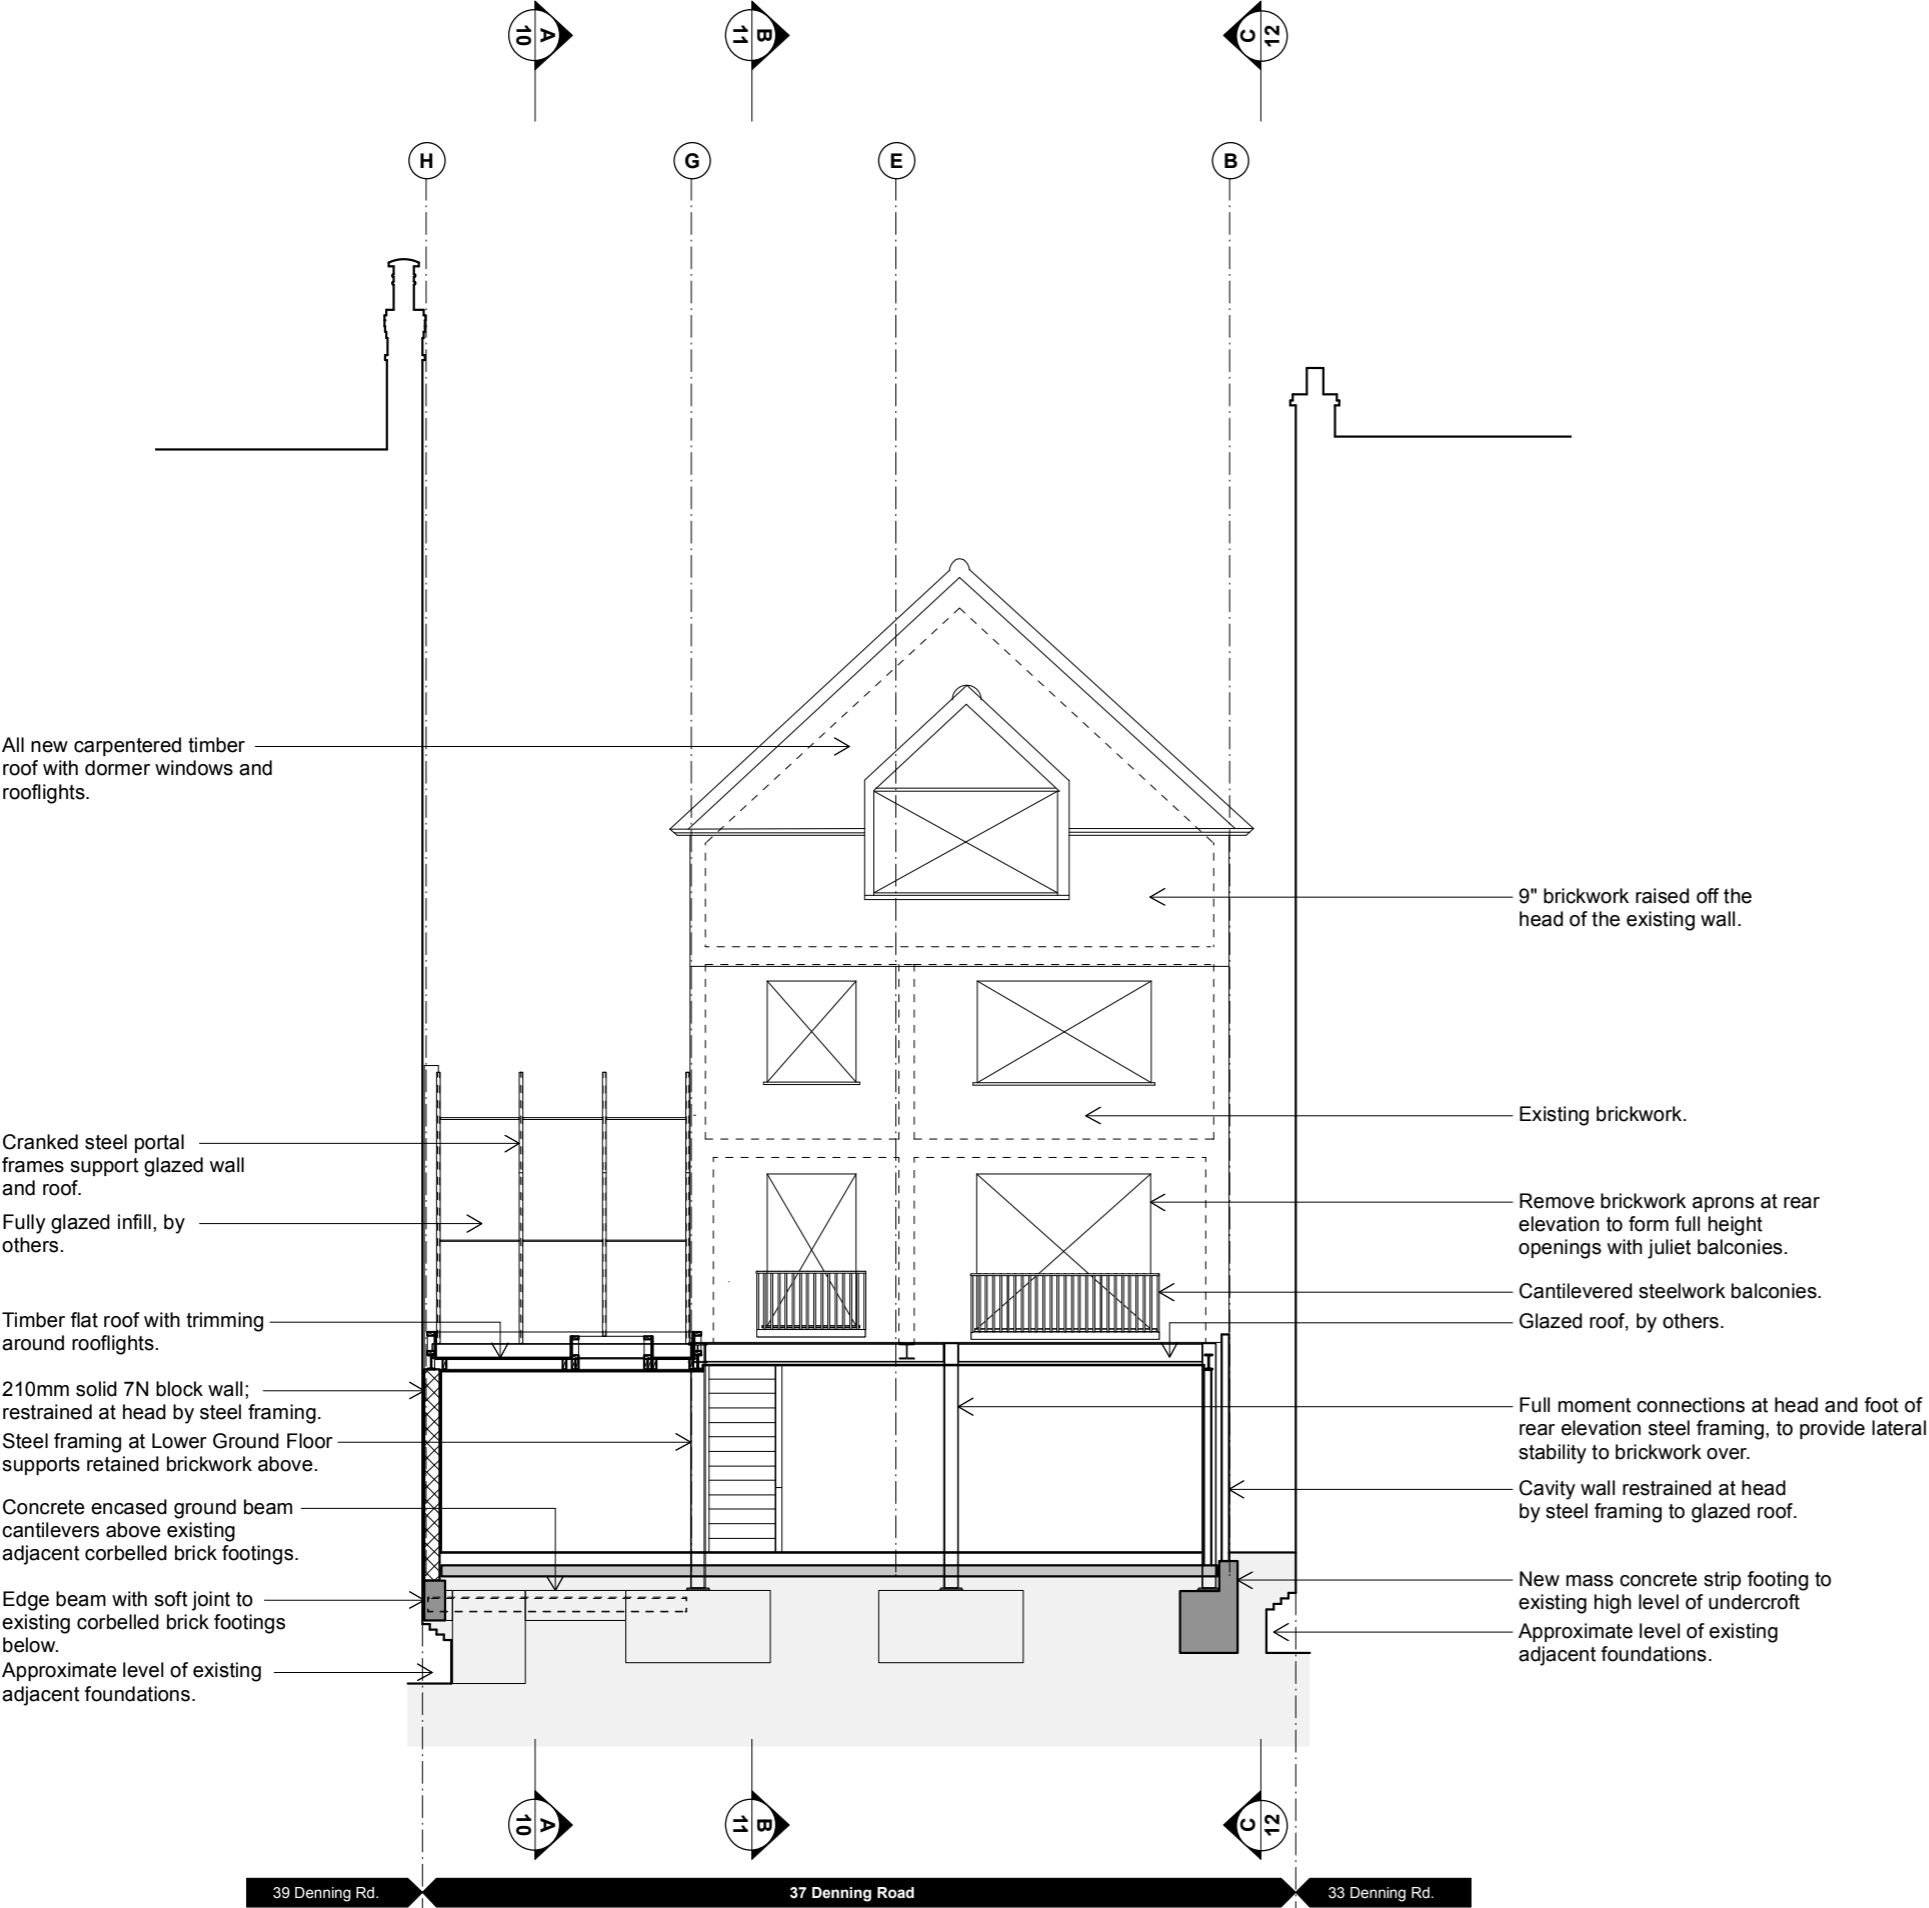 A
10
B
11
C
12
H
G
E
B
All new carpentered timber
roof with dormer windows and
rooflights.
9" brickwork raised off the
head of the existing wall.
Existing brickwork.
Cranked steel portal
frames support glazed wall
and roof.
Fully glazed infill, by
others.
Remove brickwork aprons at rear
elevation to form full height
openings with juliet balconies.
Cantilevered steelwork balconies.
Glazed roof, by others.
Timber flat roof with trimming
around rooflights.
210mm solid 7N block wall;
restrained at head by steel framing.
Steel framing at Lower Ground Floor
supports retained brickwork above.
Full moment connections at head and foot of
rear elevation steel framing, to provide lateral
stability to brickwork over.
Cavity wall restrained at head
by steel framing to glazed roof.
Concrete encased ground beam
cantilevers above existing
adjacent corbelled brick footings.
Edge beam with soft joint to
existing corbelled brick footings
below.
Approximate level of existing
adjacent foundations.
New mass concrete strip footing to
existing high level of undercroft
Approximate level of existing
adjacent foundations.
A
10
B
11
C
12
39 Denning Rd.
37 Denning Road
33 Denning Rd.